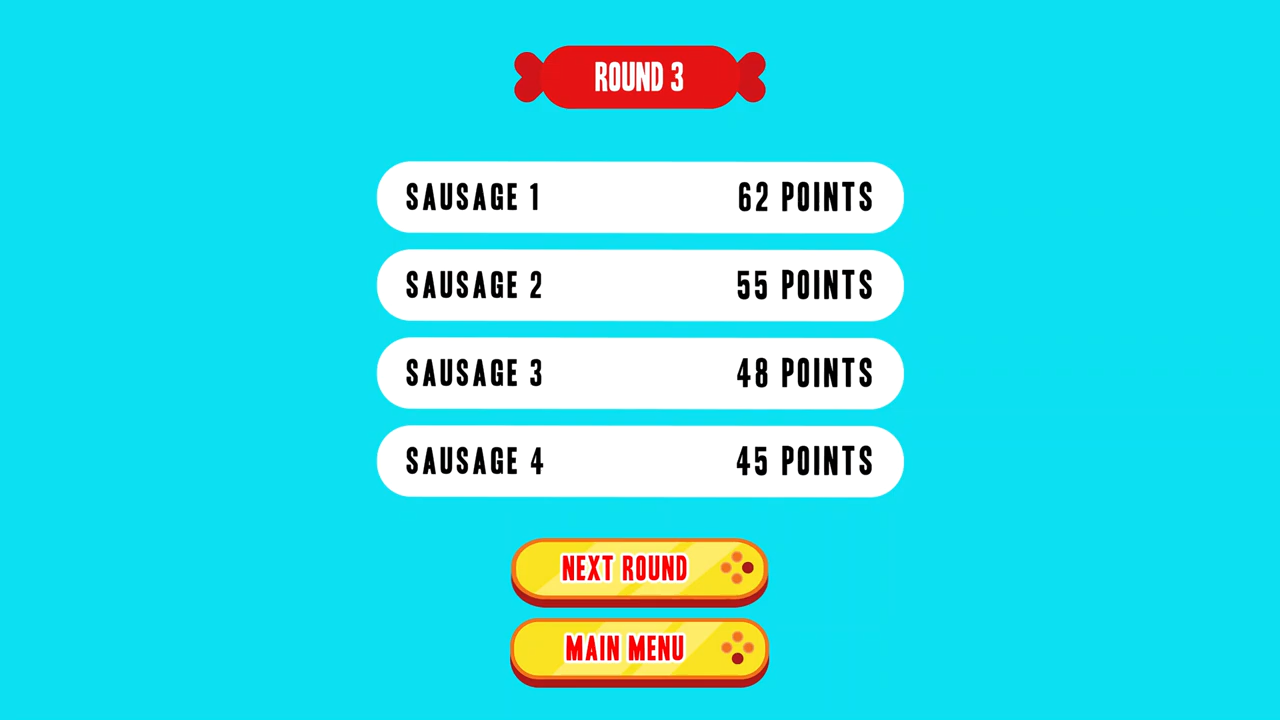 ROUND 3
SAUSAGE 1 62 POINTS
SAUSAGE 2 55 POINTS
SAUSAGE 3 48 POINTS
SAUSAGE 4 45 POINTS
NEXT ROUND
MAIN MENU